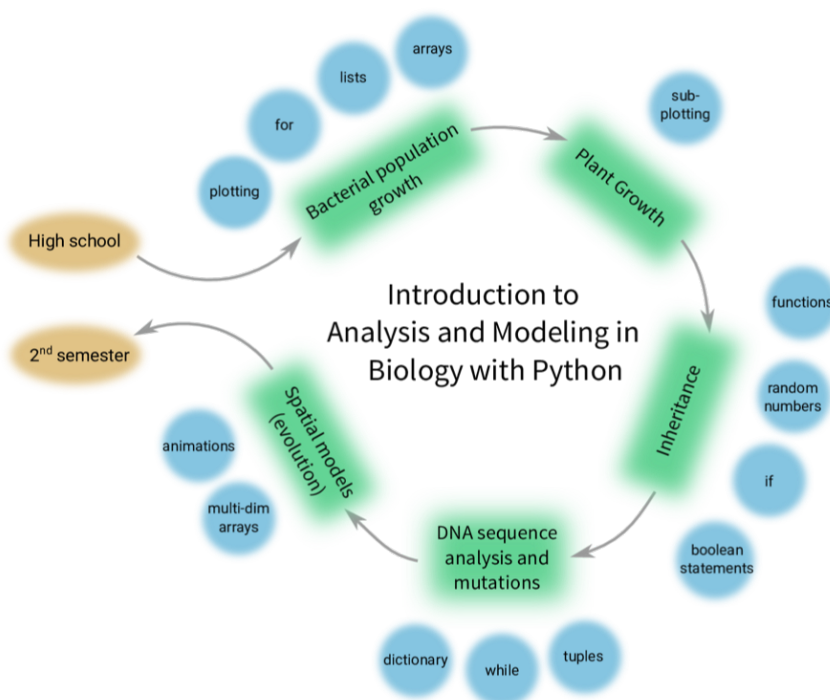 arrays
lists
for
plotting
Bacterial population
growth
sub-
plotting
Plant Growth
High school
2nd semester
Introduction to
Analysis and Modeling in
Biology with Python
functions
random
numbers
if
boolean
statements
Inheritance
DNA sequence
analysis and
mutations
dictionary
while
tuples
Spatial models
(evolution)
animations
multi-dim
arrays